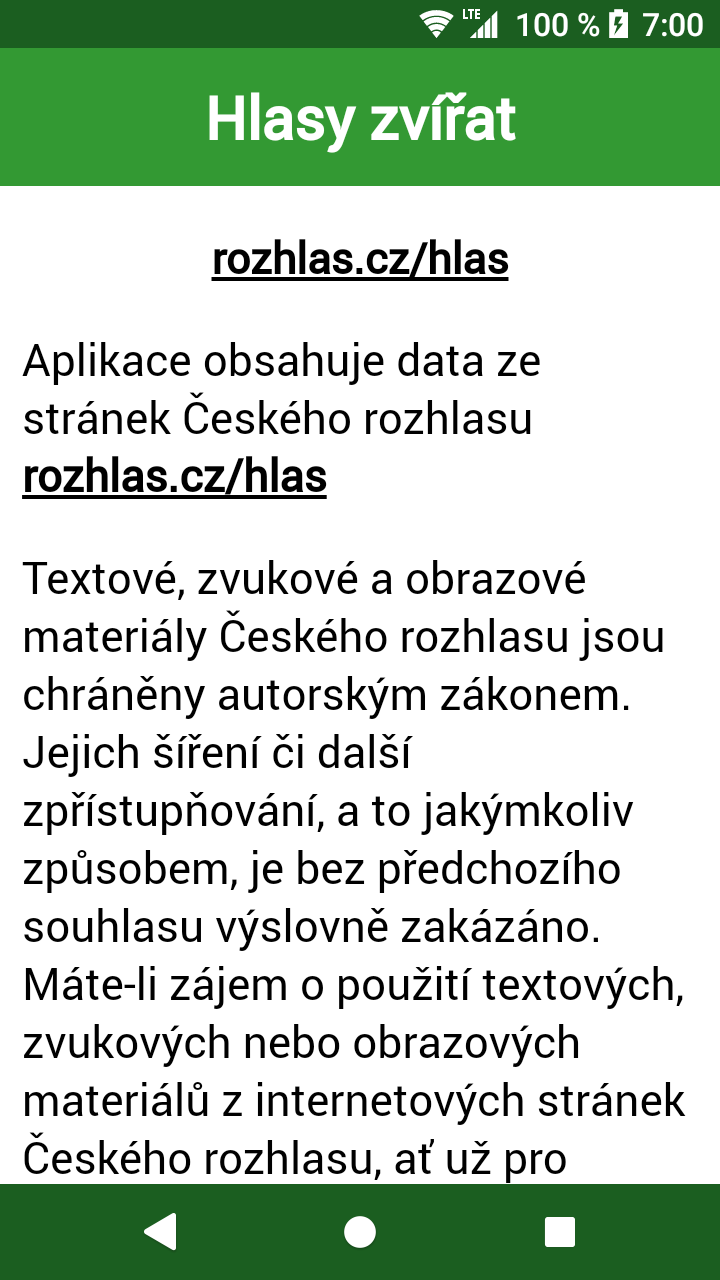 LTE 100 % 7:00
Hlasy zvířat
rozhlas.cz/hlas
Aplikace obsahuje data ze
stránek Českého rozhlasu
rozhlas.cz/hlas
Textové, zvukové a obrazové
materiály Českého rozhlasu jsou
chráněny autorským zákonem.
Jejich šíření či další
zpřístupňování, a to jakýmkoliv
způsobem, je bez předchozího
souhlasu výslovně zakázáno.
Máte-li zájem o použití textových,
zvukových nebo obrazových
materiálů z internetových stránek
Českého rozhlasu, ať už pro